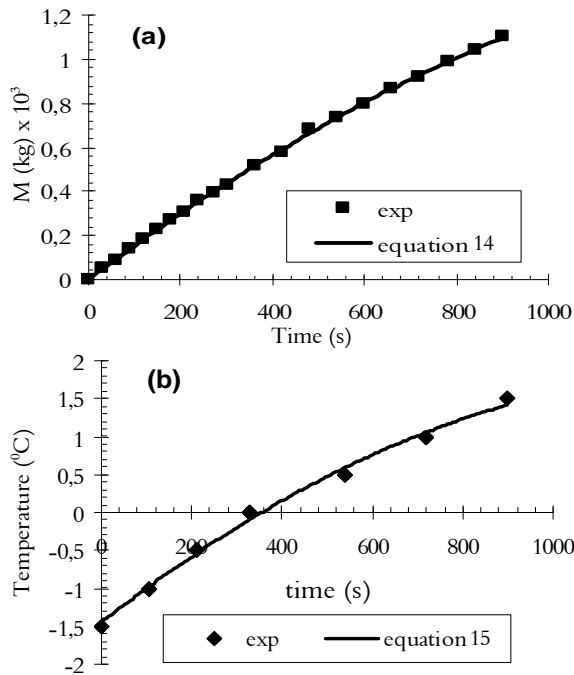 (a)
M (kg) x 10³
1,2
1
0,8
0,6
0,4
0,2
0
exp
equation 14
0 200 400 600 800 1000
Time (s)
(b)
Temperature (⁰C)
2
1,5
1
0,5
0
-0,5
-1
-1,5
-2
0 200 400 600 800 1000
time (s)
exp equation 15